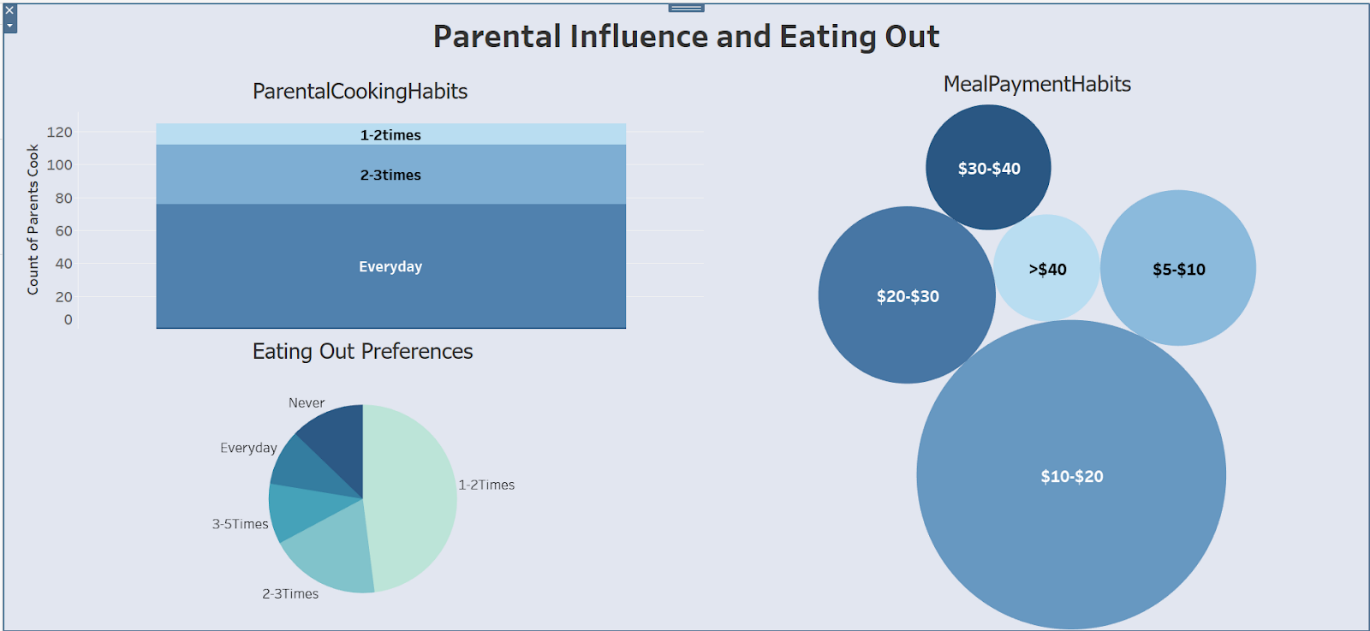 Parental Influence and Eating Out
ParentalCookingHabits
Count of Parents Cook
120
100
80
60
40
20
0
1-2times
2-3times
Everyday
Eating Out Preferences
Never
Everyday
3-5Times
2-3Times
1-2Times
MealPaymentHabits
$30-$40
$20-$30
>$40
$5-$10
$10-$20